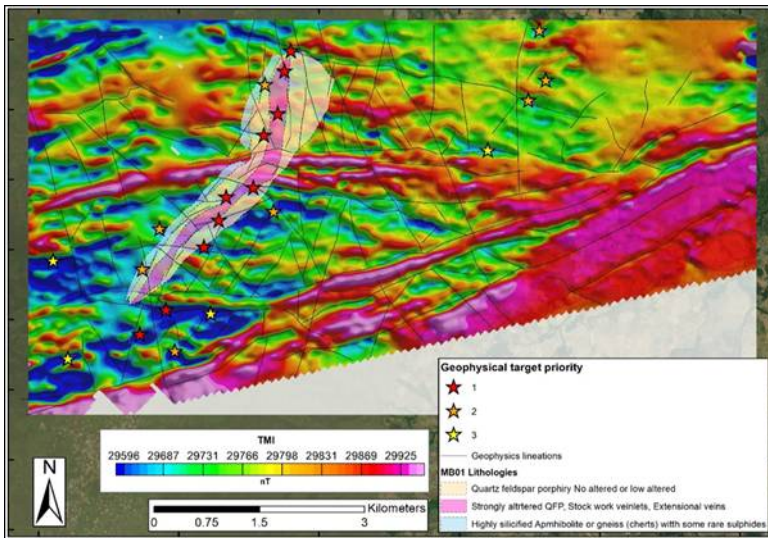 Geophysical target priority
1
2
3
Geophysics lineations
MB01 Lithologies
Quartz feldspar porphiry No altered or low altered
Strongly altrtered QFP, Stock work veinlets, Extensional veins
Highly silicified Apmhibolite or gneiss (cherts) witth some rare sulphides
TMI
29596 29687 29731 29766 29798 29831 29869 29925
nT
N
Kilometers
0 0.75 1.5 3